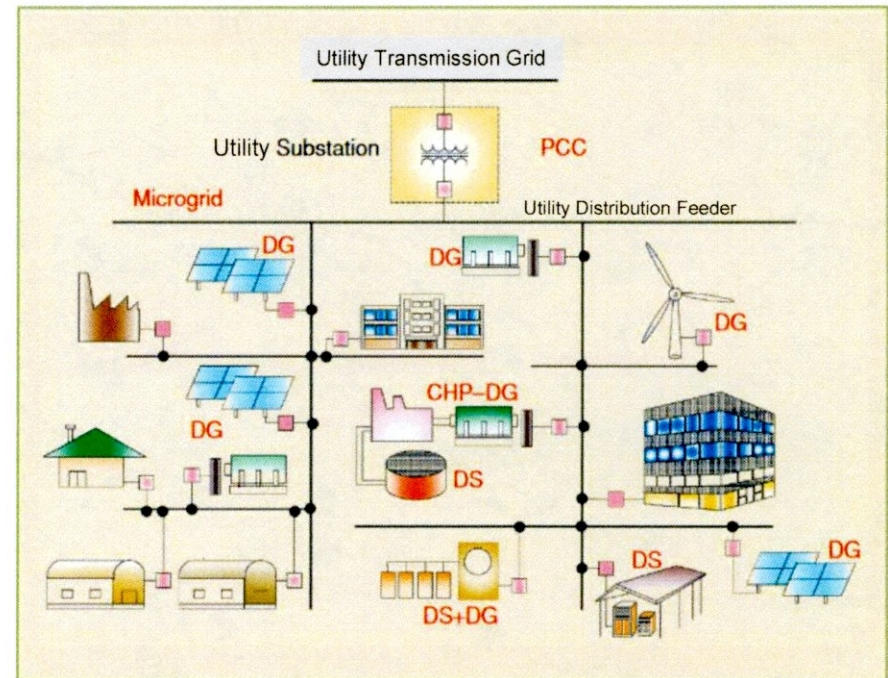 Utility Transmission Grid
Utility Substation
PCC
Microgrid
Utility Distribution Feeder
DG
DG
DG
CHP–DG
DG
DS
DS
DG
DS+DG